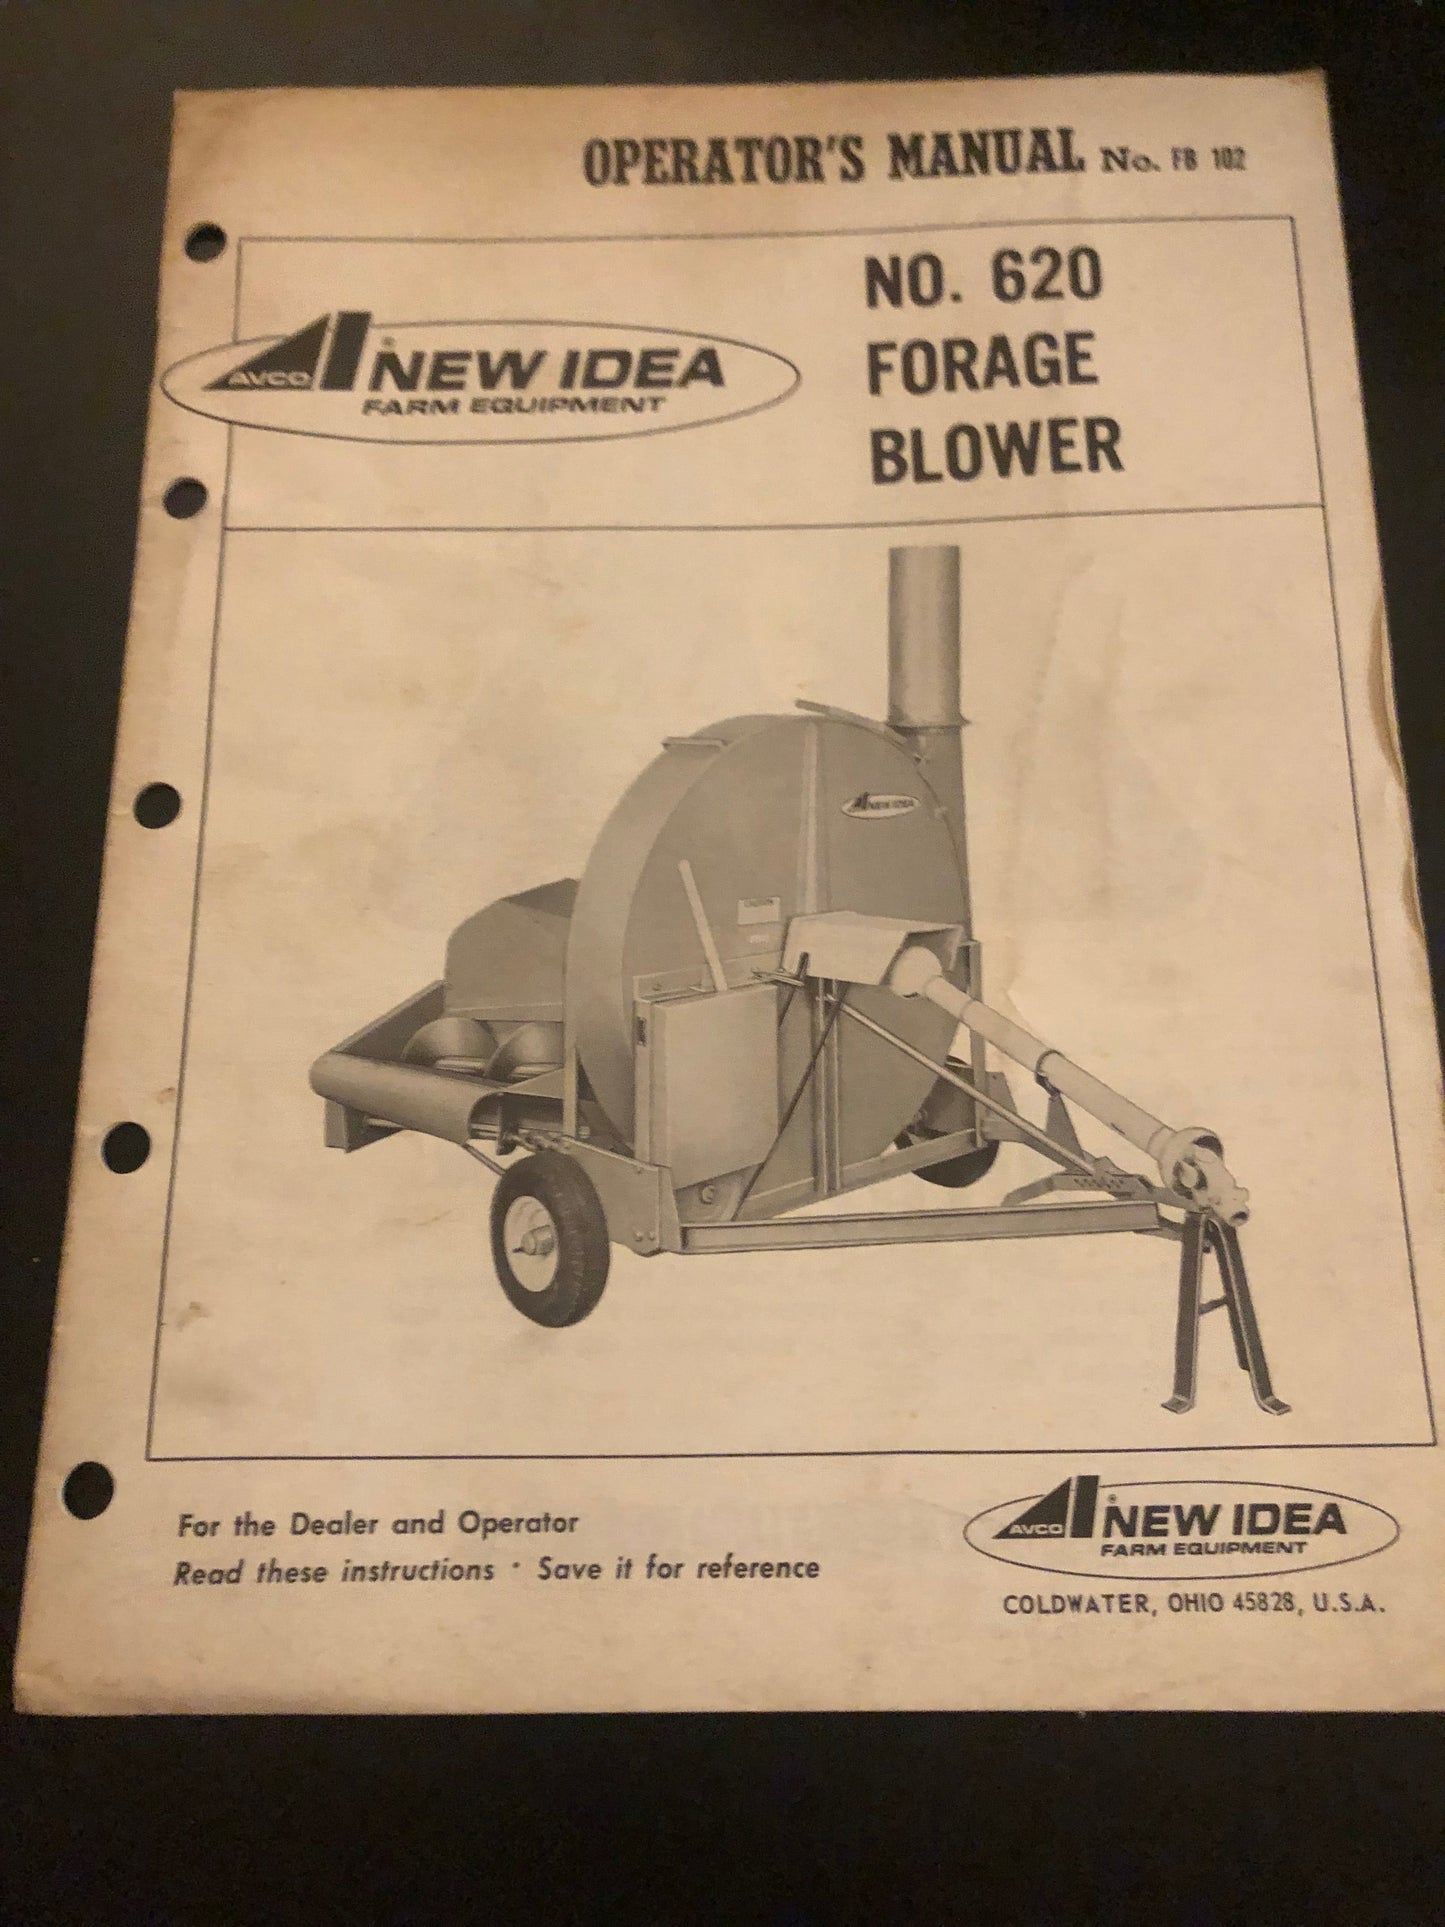 OPERATOR'S MANUAL No. FB 102
NO. 620
FORAGE
BLOWER
AVCO NEW IDEA ®
FARM EQUIPMENT
NEW IDEA
For the Dealer and Operator
Read these instructions · Save it for reference
AVCO NEW IDEA ®
FARM EQUIPMENT
COLDWATER, OHIO 45828, U.S.A.